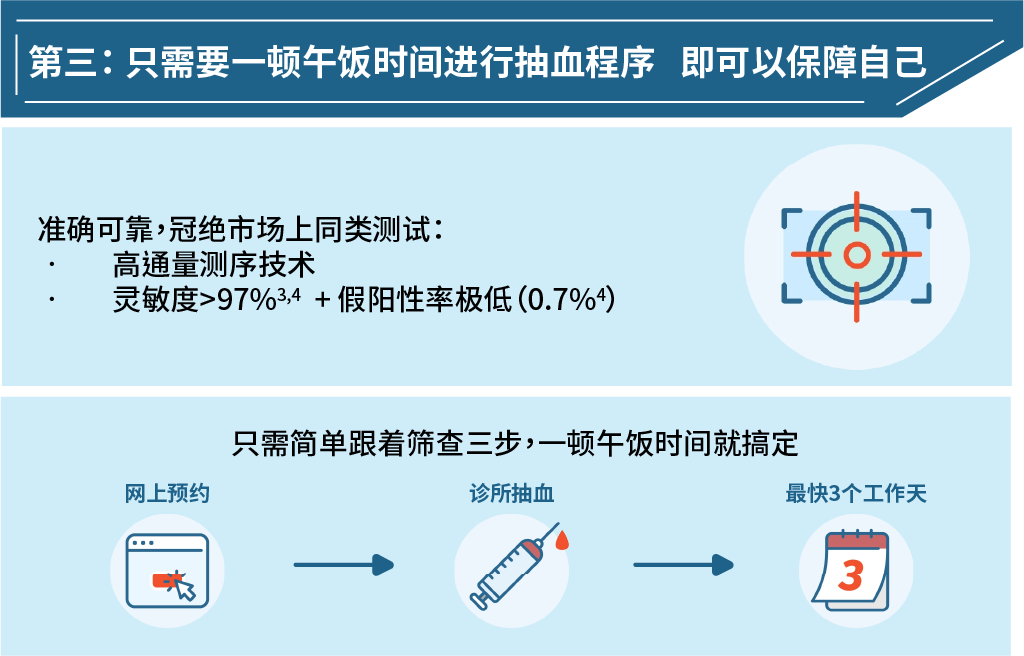 第三：只需要一顿午饭时间进行抽血程序 即可以保障自己
准确可靠，冠绝市场上同类测试：
· 高通量测序技术
· 灵敏度>97%³,⁴ + 假阳性率极低（0.7%⁴）
只需简单跟着筛查三步，一顿午饭时间就搞定
网上预约
诊所抽血
最快3个工作天
3